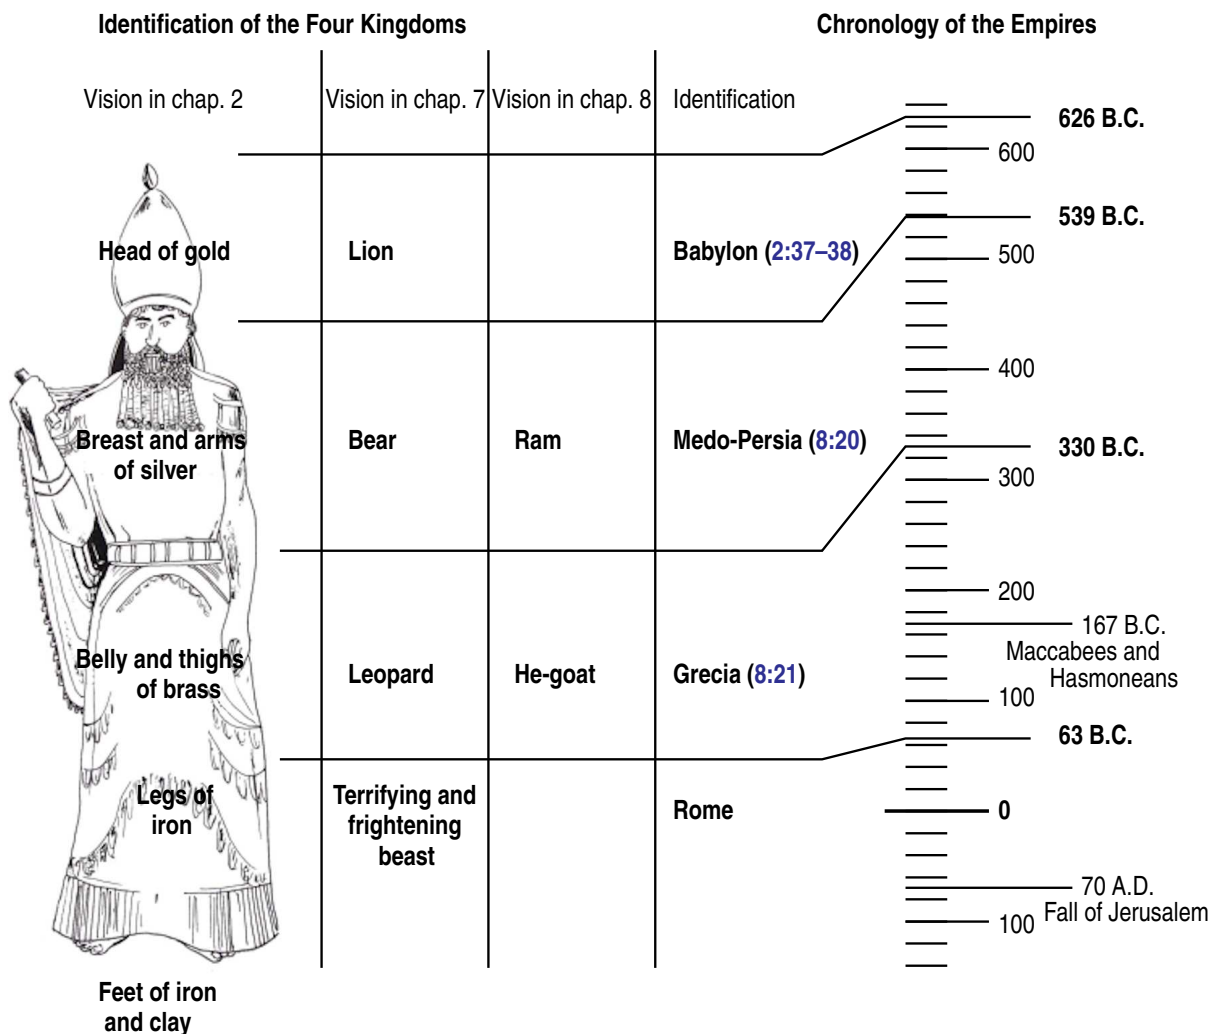 Identification of the Four Kingdoms
Chronology of the Empires
Vision in chap. 2
Vision in chap. 7
Vision in chap. 8
Identification
626 B.C.
600
539 B.C.
Head of gold
Lion
Babylon (2:37–38)
500
400
Breast and arms
of silver
Bear
Ram
Medo-Persia (8:20)
330 B.C.
300
200
167 B.C.
Maccabees and
Hasmoneans
Belly and thighs
of brass
Leopard
He-goat
Grecia (8:21)
100
63 B.C.
Legs of
iron
Terrifying and
frightening
beast
Rome
0
70 A.D.
Fall of Jerusalem
100
Feet of iron
and clay